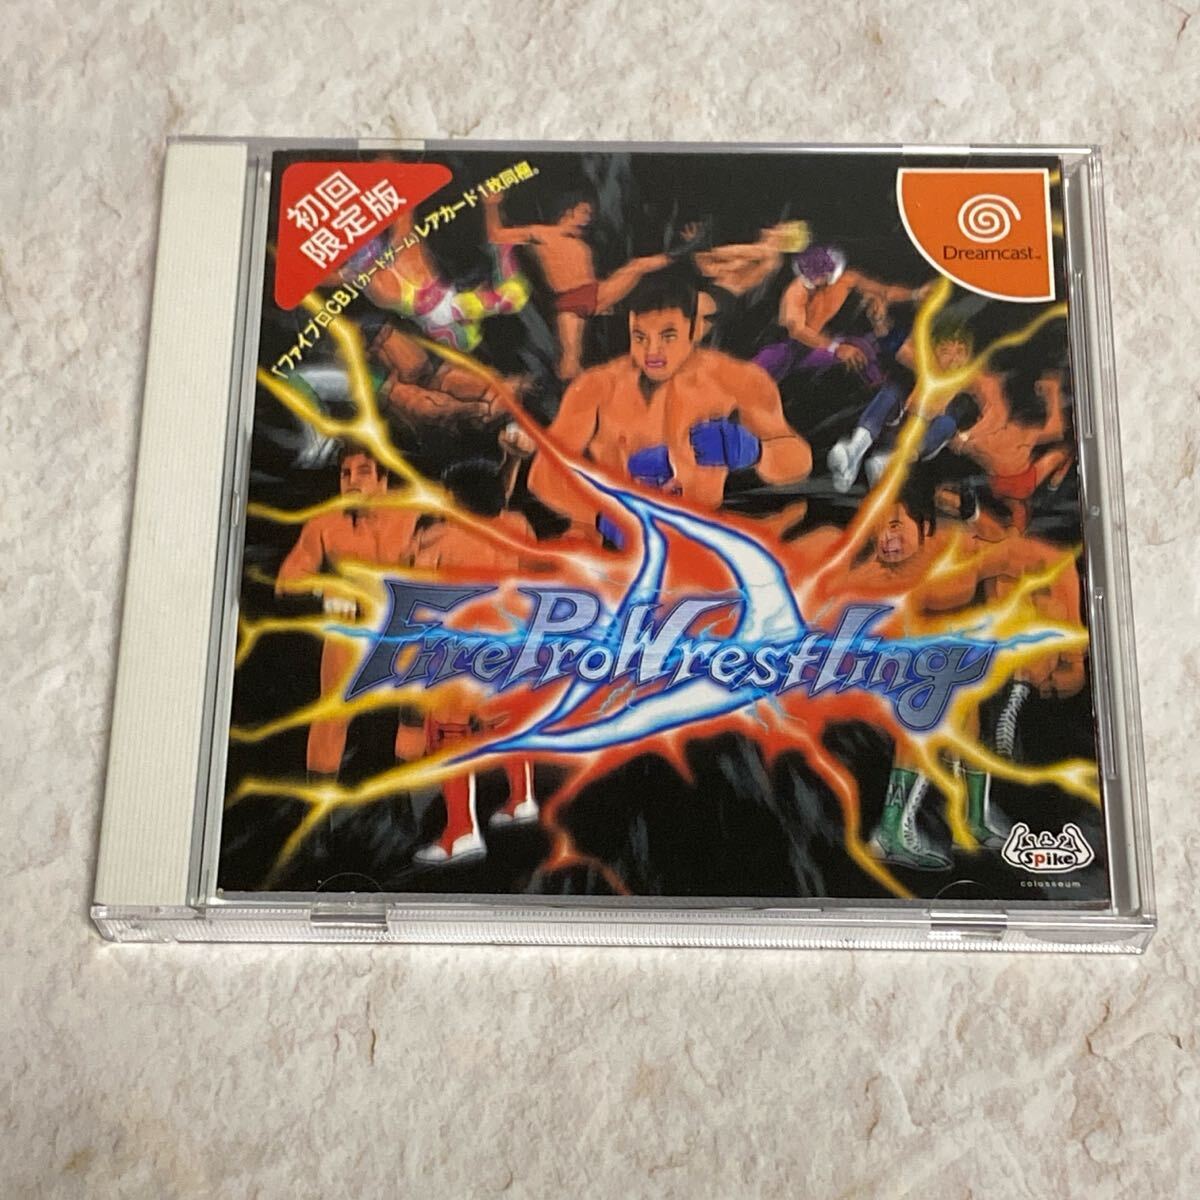 初回
限定版
「ファイプロCB」(カードゲーム)レアカード1枚同梱。
Dreamcast™
D
FireProWrestling
Spike
colosseum